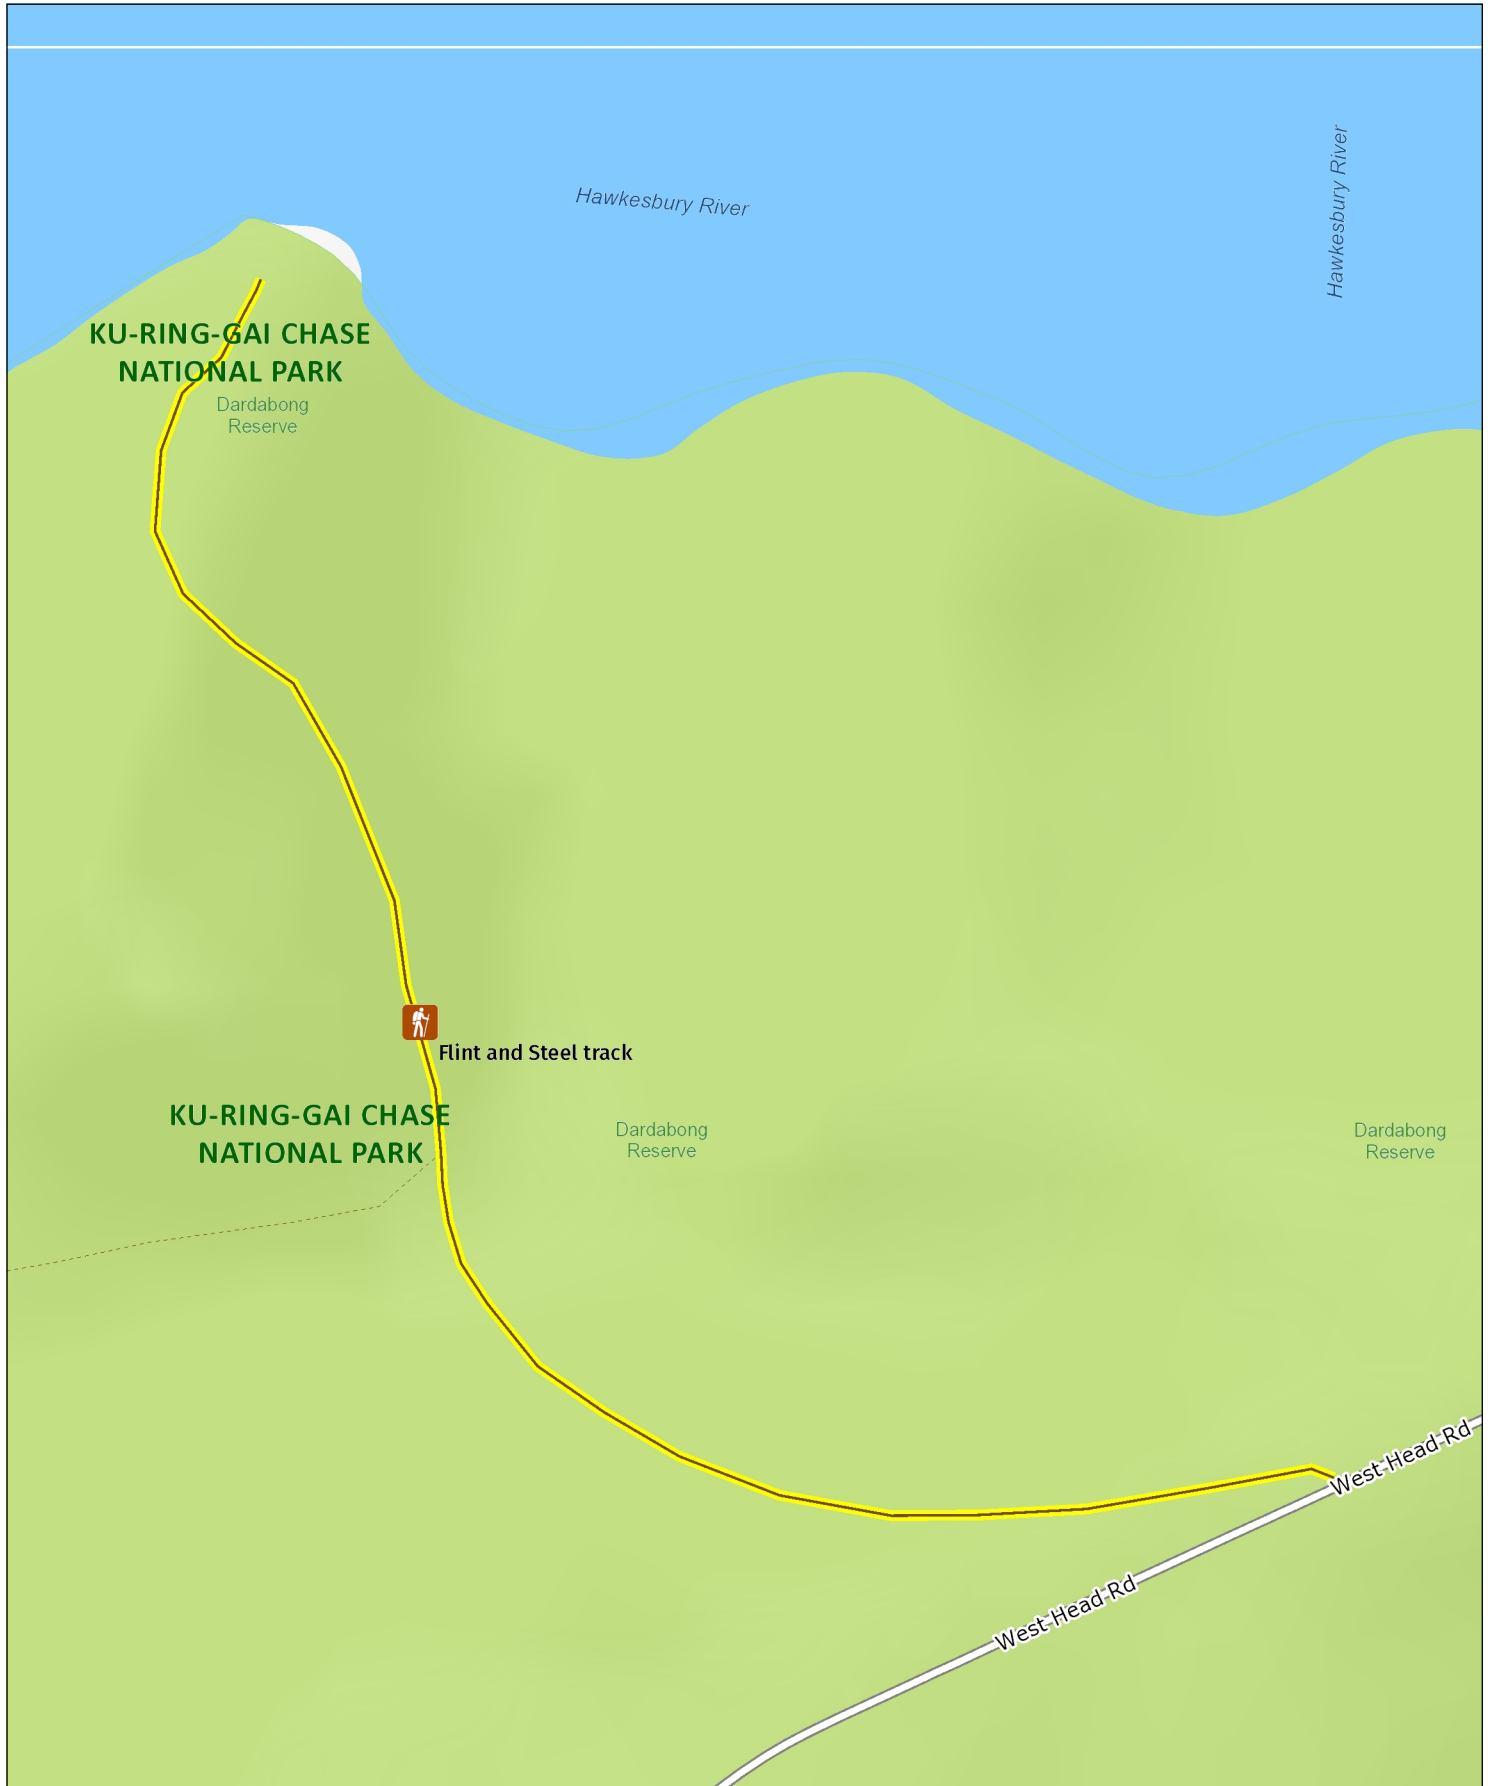 Hawkesbury River
Hawkesbury River
KU-RING-GAI CHASE
NATIONAL PARK
Dardabong
Reserve
Flint and Steel track
KU-RING-GAI CHASE
NATIONAL PARK
Dardabong
Reserve
Dardabong
Reserve
West Head Rd
West Head Rd